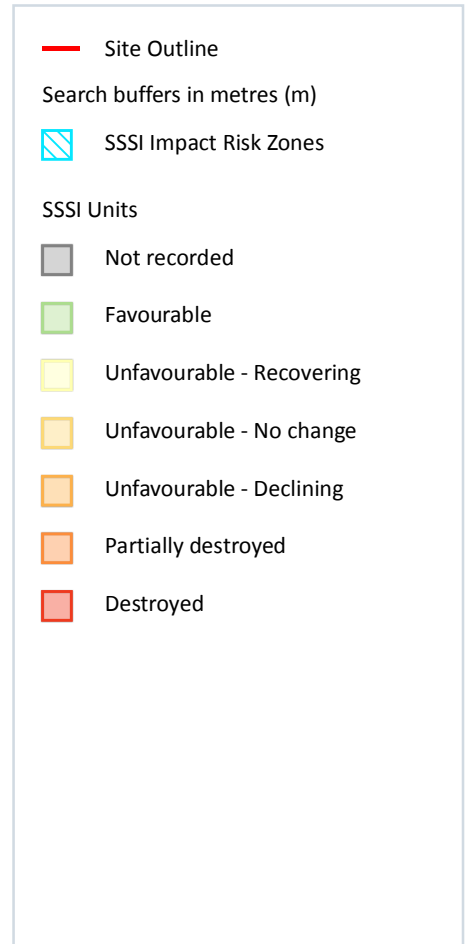 Site Outline
Search buffers in metres (m)
SSSI Impact Risk Zones
SSSI Units
Not recorded
Favourable
Unfavourable - Recovering
Unfavourable - No change
Unfavourable - Declining
Partially destroyed
Destroyed